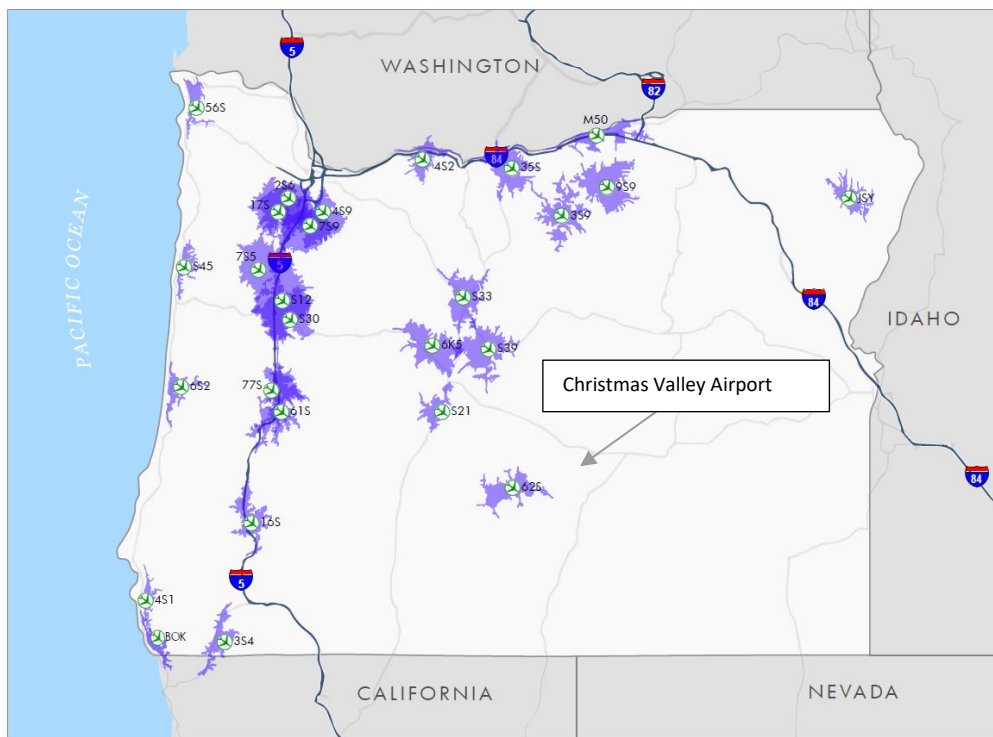 5
WASHINGTON
82
56S
M50
4S2
84
35S
2S6
17S
4S9
7S9
9S9
3S9
JSY
PACIFIC OCEAN
S45
7S5
5
S12
S30
S33
84
IDAHO
6K5
S39
6S2
77S
61S
S21
Christmas Valley Airport
84
62S
16S
5
4S1
BOK
3S4
CALIFORNIA
NEVADA